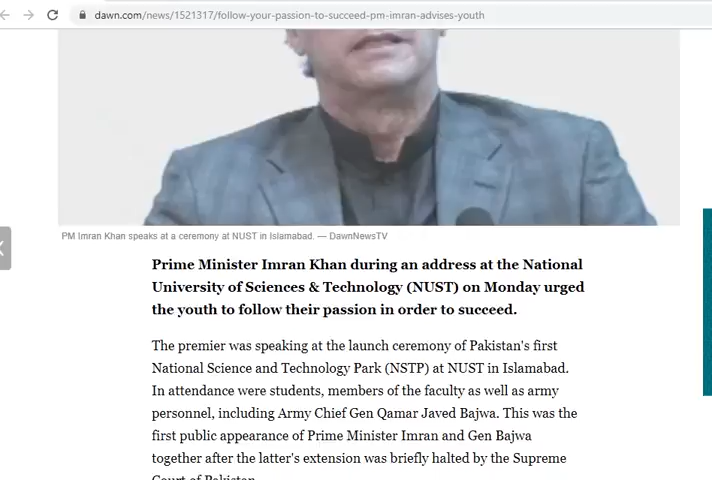 dawn.com/news/1521317/follow-your-passion-to-succeed-pm-imran-advises-youth
PM Imran Khan speaks at a ceremony at NUST in Islamabad. — DawnNewsTV
Prime Minister Imran Khan during an address at the National
University of Sciences & Technology (NUST) on Monday urged
the youth to follow their passion in order to succeed.
The premier was speaking at the launch ceremony of Pakistan's first
National Science and Technology Park (NSTP) at NUST in Islamabad.
In attendance were students, members of the faculty as well as army
personnel, including Army Chief Gen Qamar Javed Bajwa. This was the
first public appearance of Prime Minister Imran and Gen Bajwa
together after the latter's extension was briefly halted by the Supreme
Court of Pakistan.